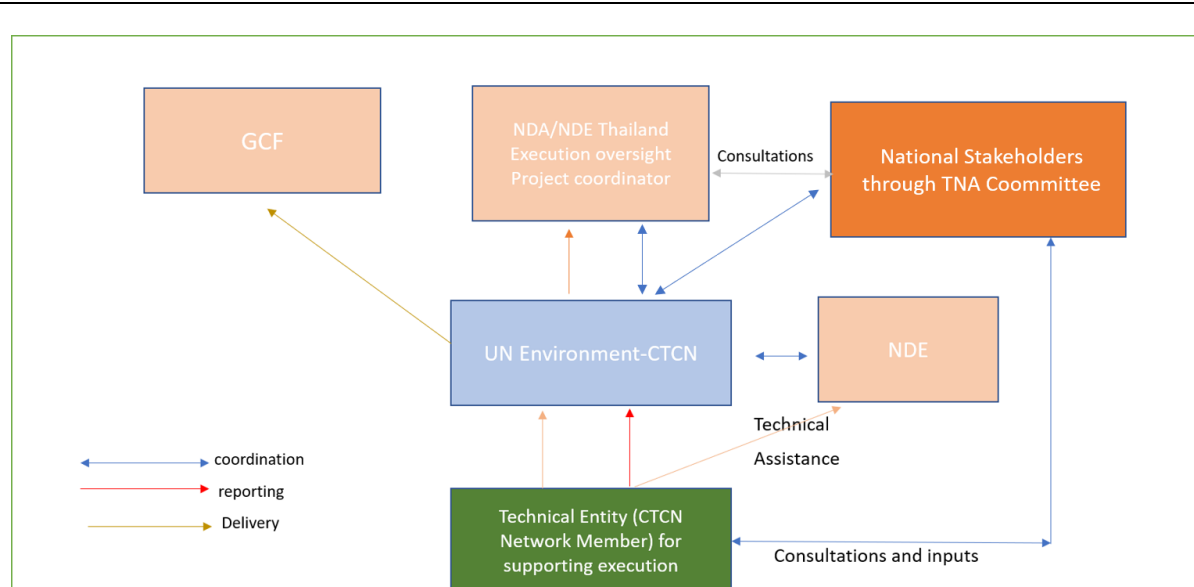 GCF
NDA/NDE Thailand
Execution oversight
Project coordinator
Consultations
National Stakeholders
through TNA Coommittee
UN Environment-CTCN
NDE
Technical
Assistance
coordination
reporting
Delivery
Technical Entity (CTCN
Network Member) for
supporting execution
Consultations and inputs